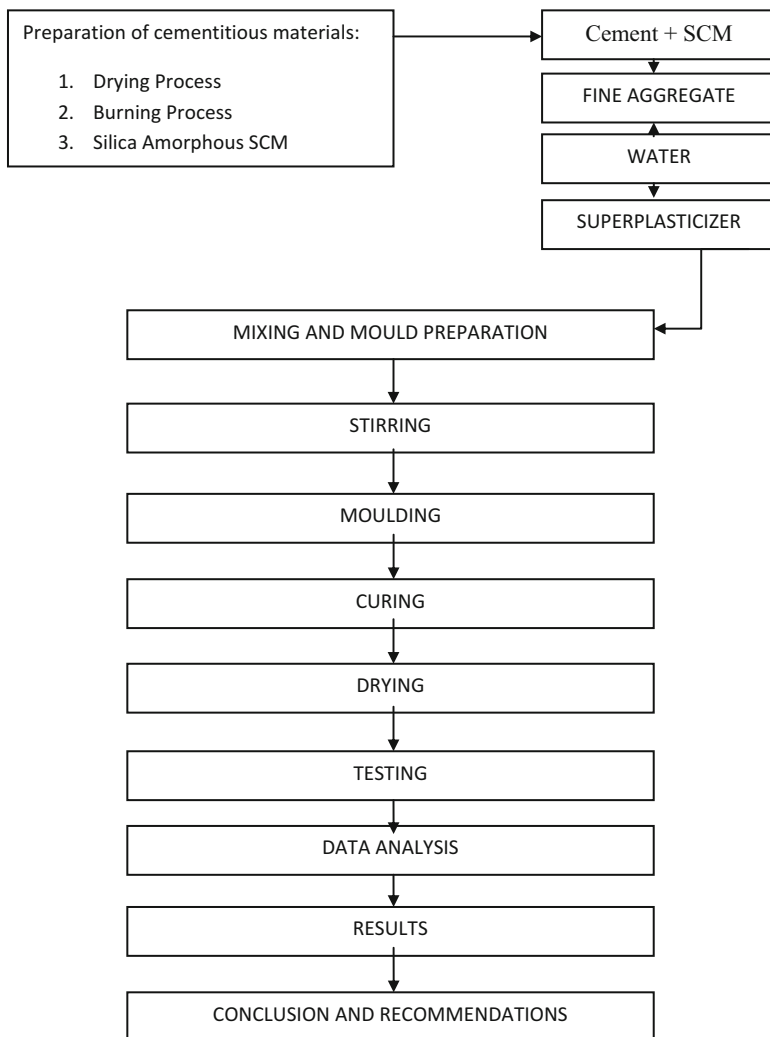 Preparation of cementitious materials:
1. Drying Process
2. Burning Process
3. Silica Amorphous SCM
Cement + SCM
FINE AGGREGATE
WATER
SUPERPLASTICIZER
MIXING AND MOULD PREPARATION
STIRRING
MOULDING
CURING
DRYING
TESTING
DATA ANALYSIS
RESULTS
CONCLUSION AND RECOMMENDATIONS